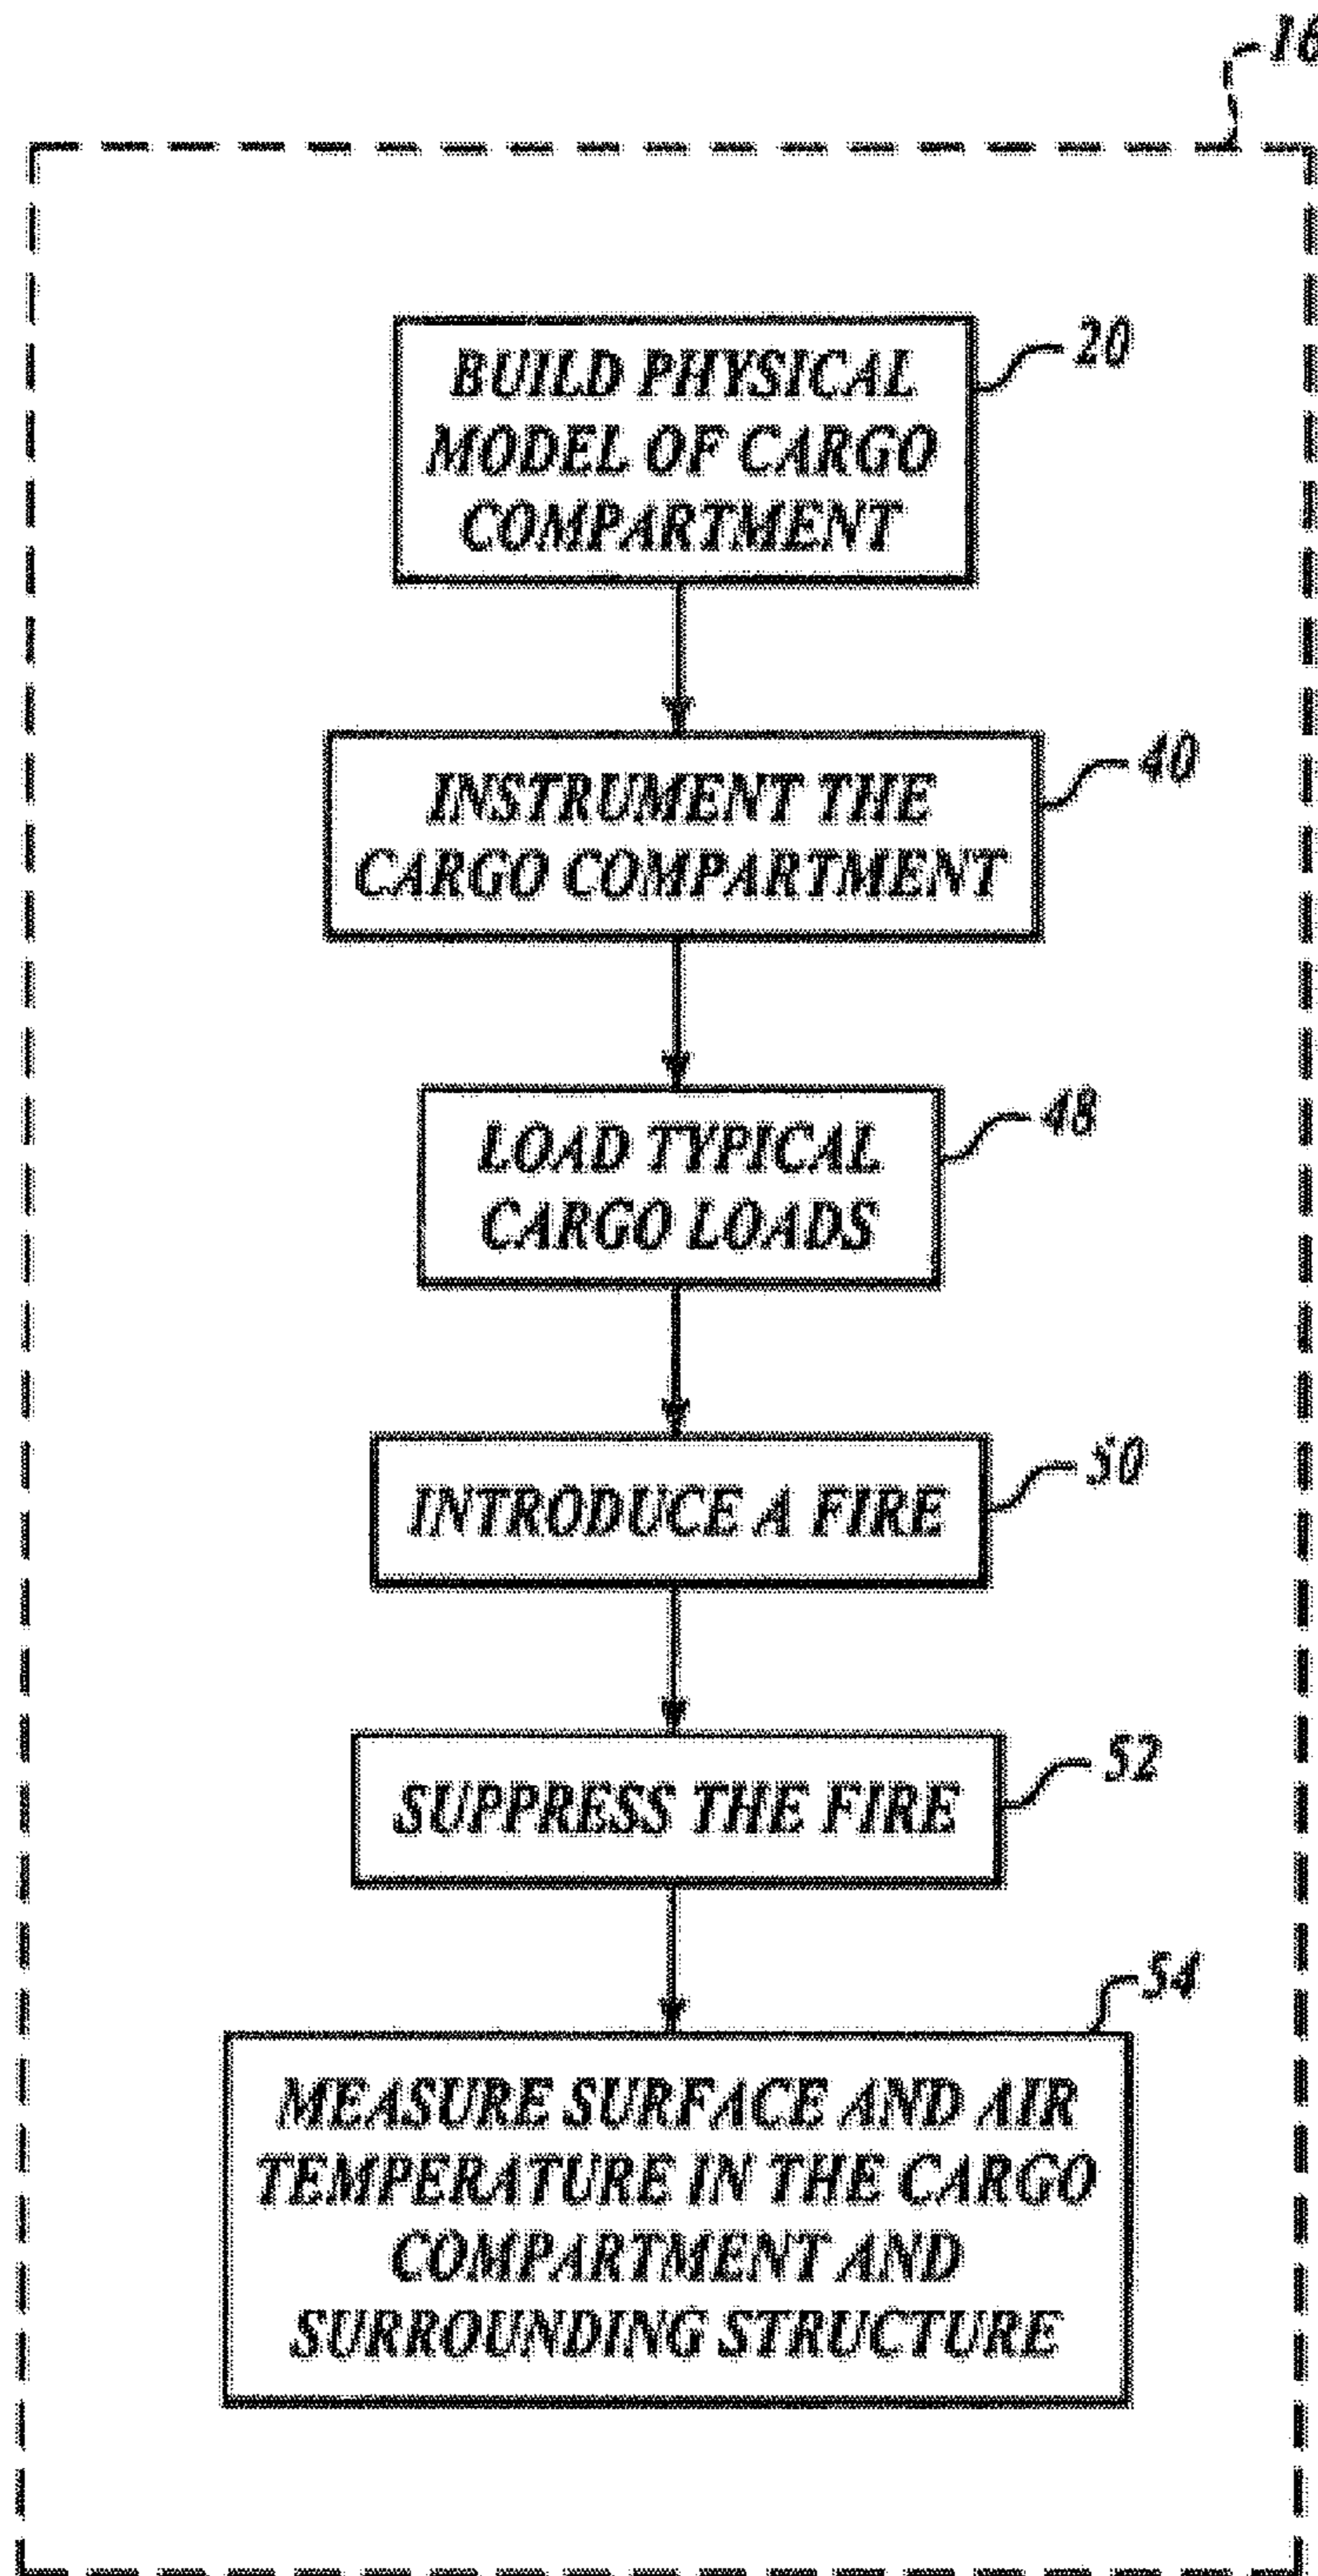 16
BUILD PHYSICAL
MODEL OF CARGO
COMPARTMENT
20
INSTRUMENT THE
CARGO COMPARTMENT
40
LOAD TYPICAL
CARGO LOADS
48
INTRODUCE A FIRE
50
SUPPRESS THE FIRE
52
54
MEASURE SURFACE AND AIR
TEMPERATURE IN THE CARGO
COMPARTMENT AND
SURROUNDING STRUCTURE